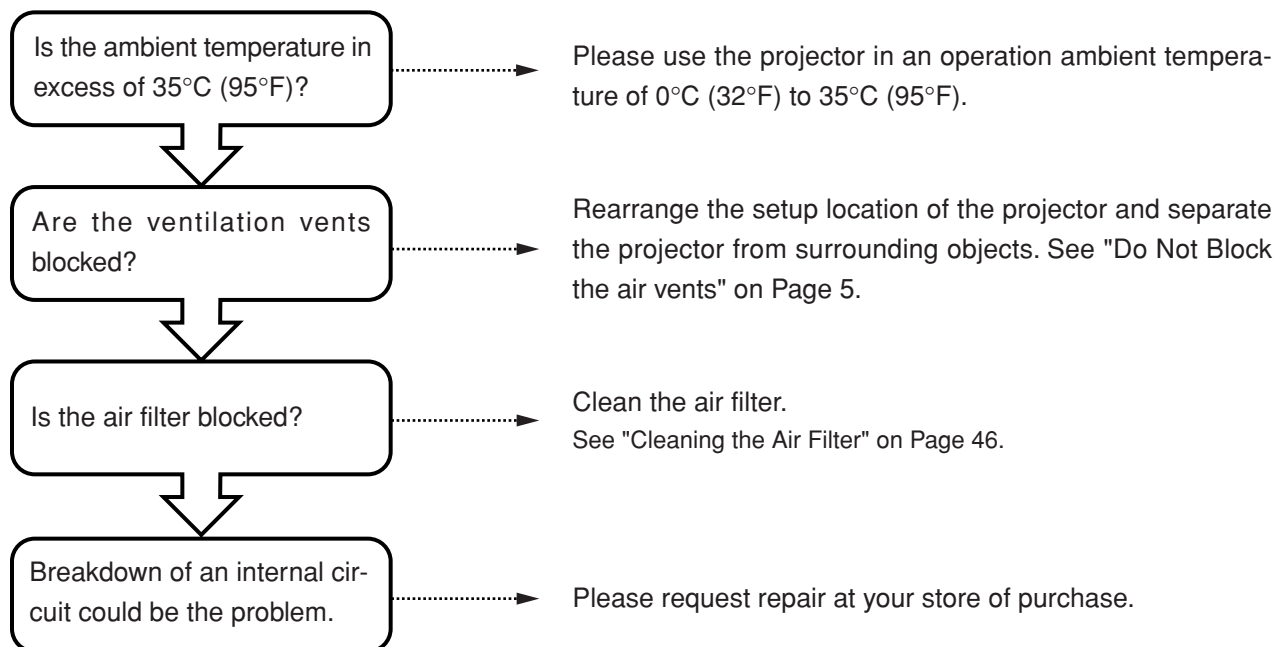 Is the ambient temperature in
excess of 35°C (95°F)?
Please use the projector in an operation ambient tempera-
ture of 0°C (32°F) to 35°C (95°F).
Are the ventilation vents
blocked?
Rearrange the setup location of the projector and separate
the projector from surrounding objects. See "Do Not Block
the air vents" on Page 5.
Is the air filter blocked?
Clean the air filter.
See "Cleaning the Air Filter" on Page 46.
Breakdown of an internal cir-
cuit could be the problem.
Please request repair at your store of purchase.